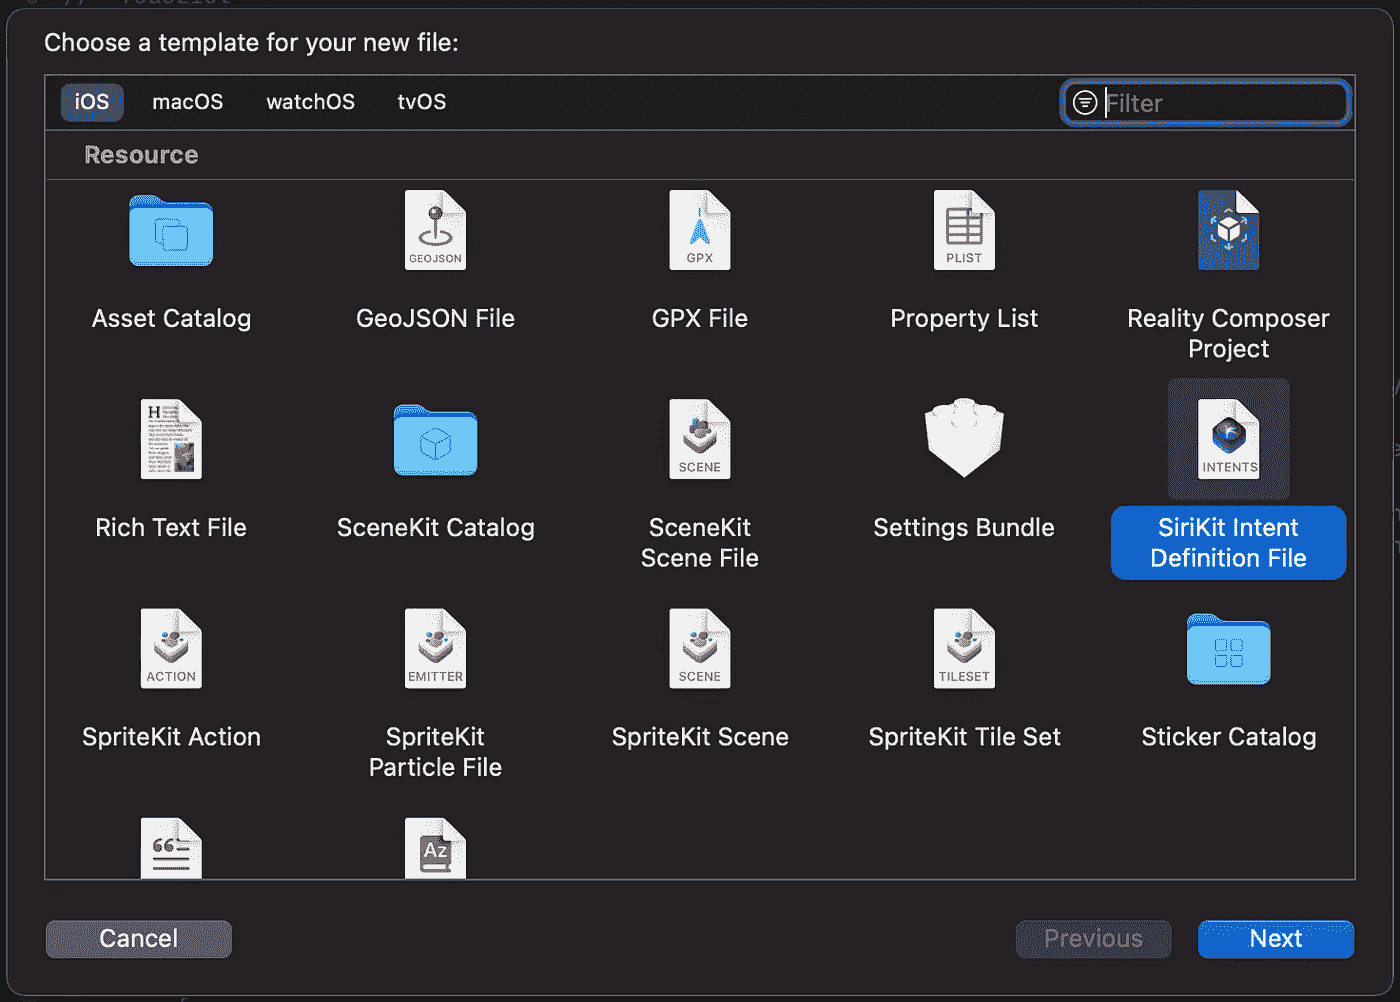 Choose a template for your new file:
iOS macOS watchOS tvOS Filter
Resource
GEOJSON GPX PLIST
Asset Catalog GeoJSON File GPX File Property List Reality Composer
Project
H SCENE INTENTS
Rich Text File SceneKit Catalog SceneKit Settings Bundle SiriKit Intent
Scene File Definition File
ACTION EMITTER SCENE TILESET
SpriteKit Action SpriteKit SpriteKit Scene SpriteKit Tile Set Sticker Catalog
Particle File
Az
Cancel Previous Next